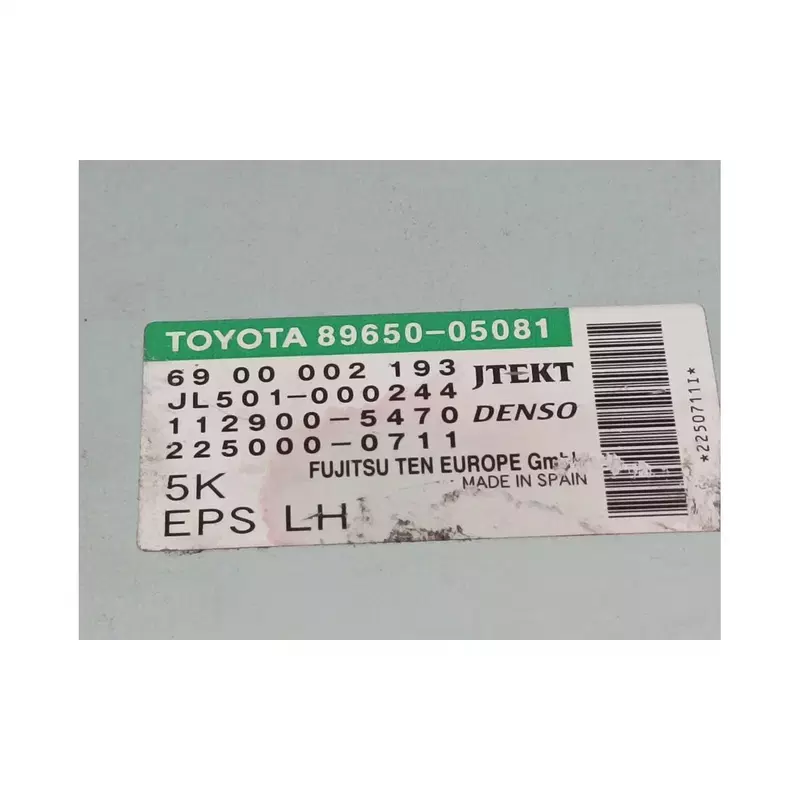 TOYOTA 89650-05081
69 00 002 193 JTEKT
JL501-000244
112900-5470 DENSO
225000-0711
FUJITSU TEN EUROPE GmbH
5K MADE IN SPAIN
EPS LH
*2250711I*